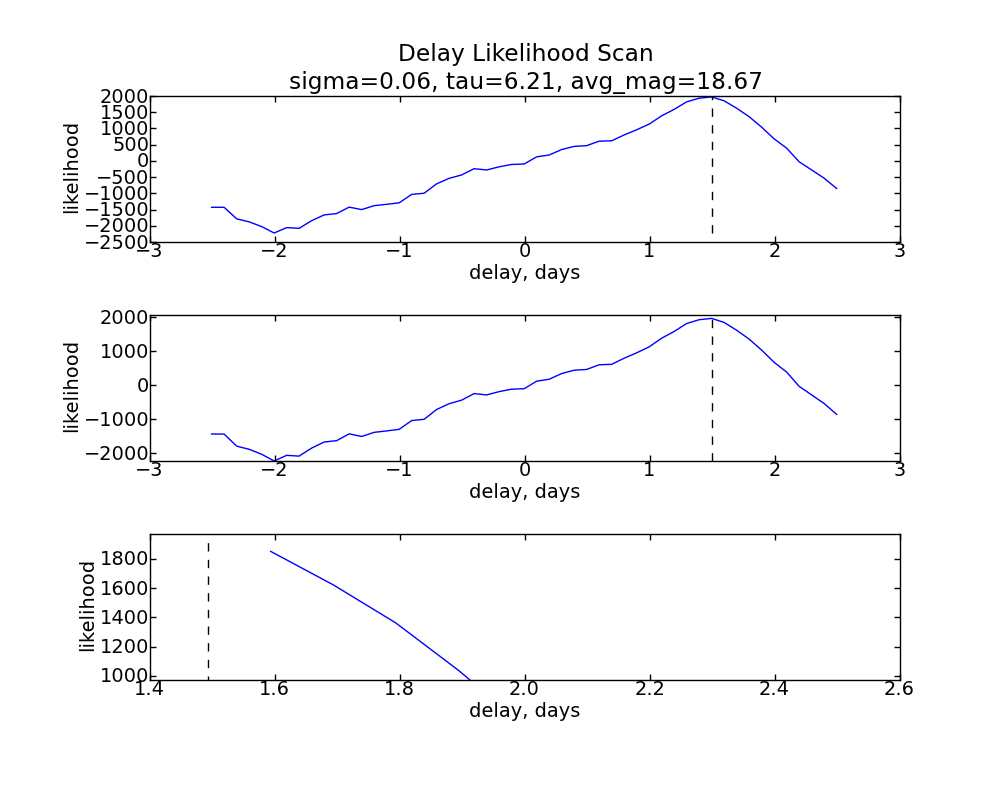 Delay Likelihood Scan
sigma=0.06, tau=6.21, avg_mag=18.67
2000
1500
1000
500
0
−500
−1000
−1500
−2000
−2500
likelihood
−3 −2 −1 0 1 2 3
delay, days
2000
1000
0
−1000
−2000
likelihood
−3 −2 −1 0 1 2 3
delay, days
1800
1600
1400
1200
1000
likelihood
1.4 1.6 1.8 2.0 2.2 2.4 2.6
delay, days